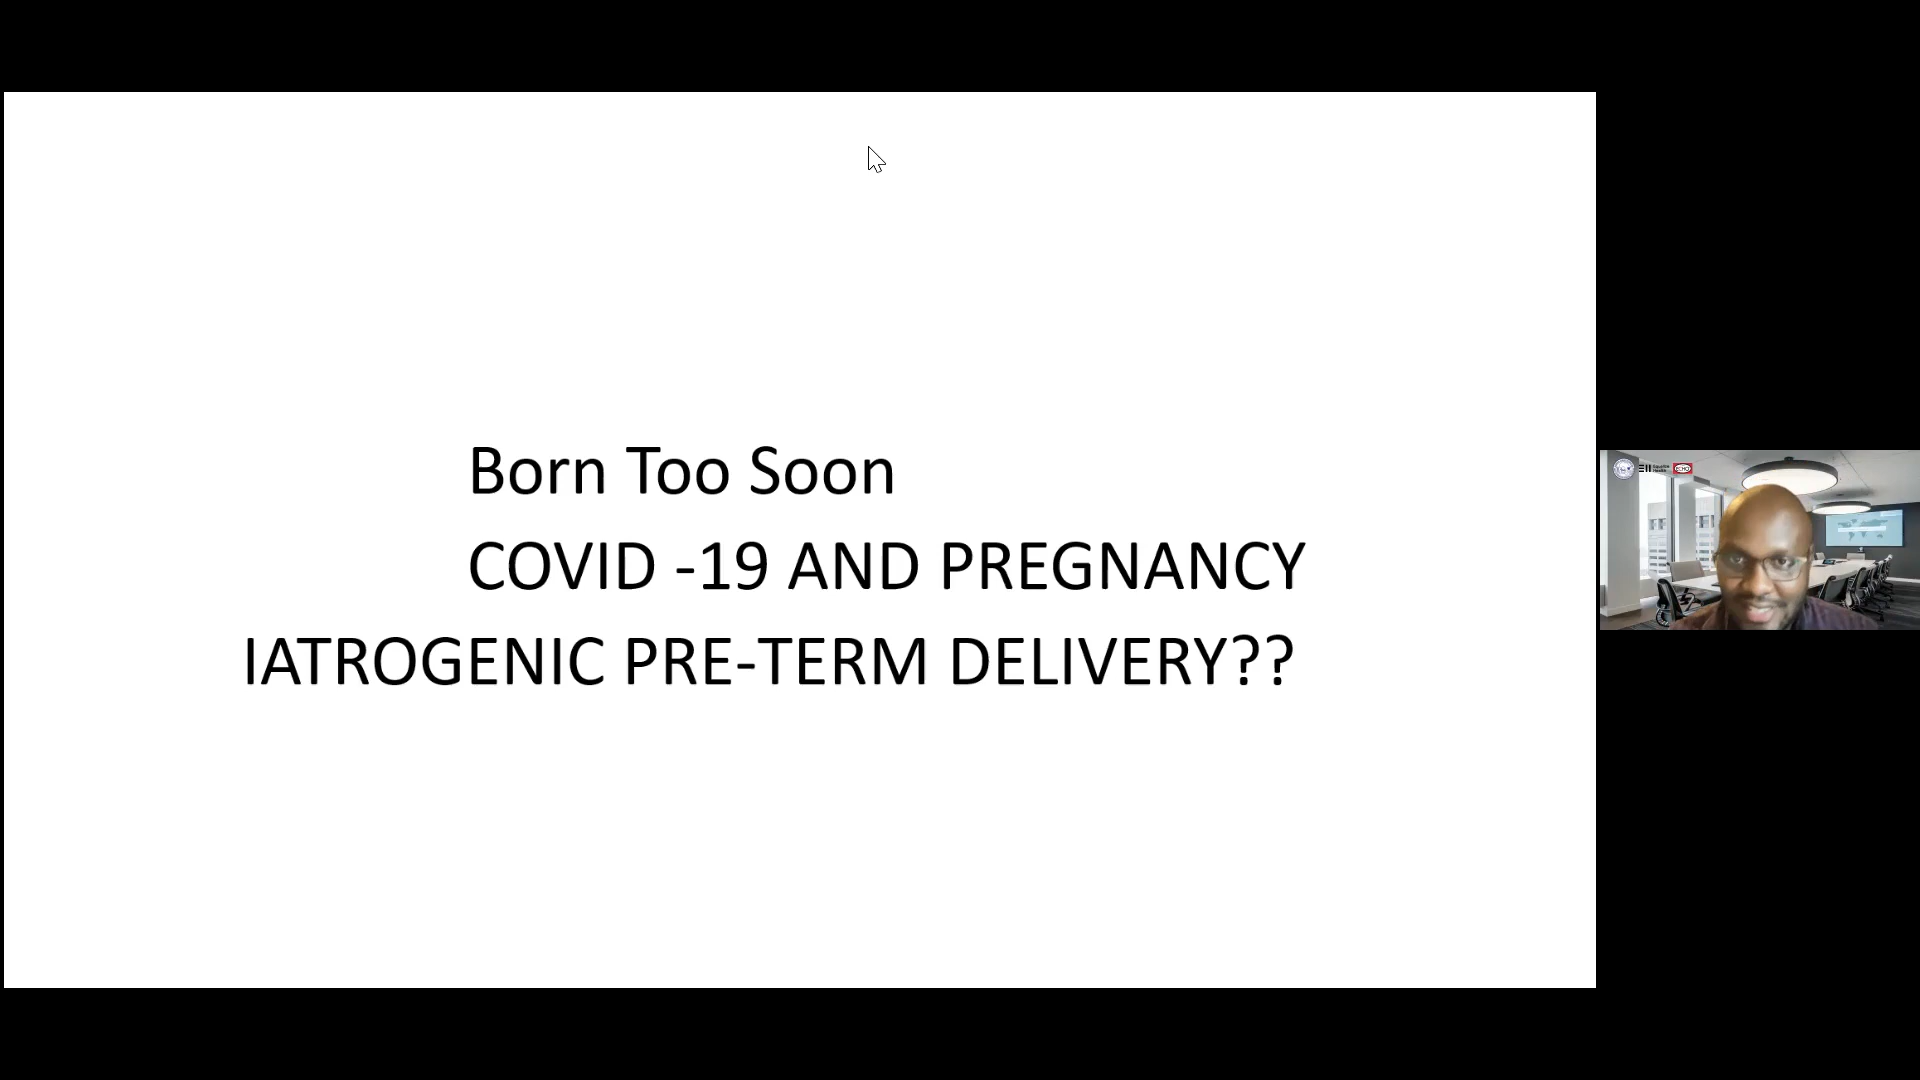 Born Too Soon
COVID -19 AND PREGNANCY
IATROGENIC PRE-TERM DELIVERY??